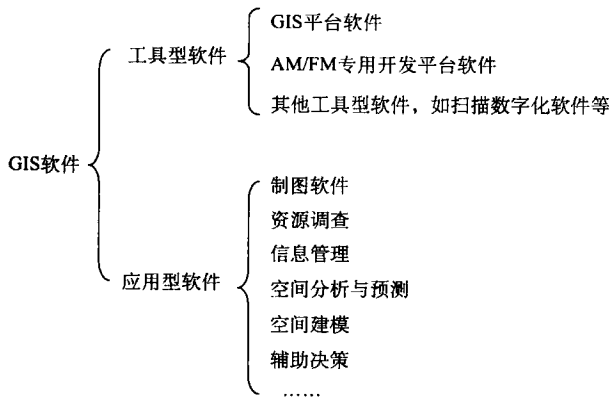 GIS软件
工具型软件
GIS平台软件
AM/FM专用开发平台软件
其他工具型软件，如扫描数字化软件等
应用型软件
制图软件
资源调查
信息管理
空间分析与预测
空间建模
辅助决策
……